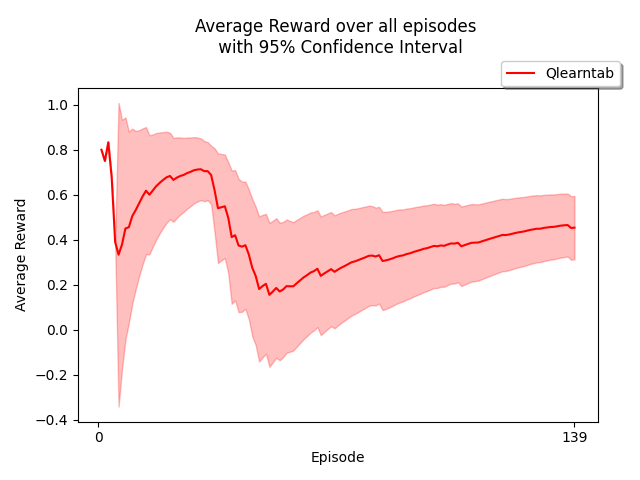 Average Reward over all episodes
with 95% Confidence Interval
Qlearntab
1.0
0.8
0.6
0.4
0.2
0.0
−0.2
−0.4
Average Reward
0
139
Episode